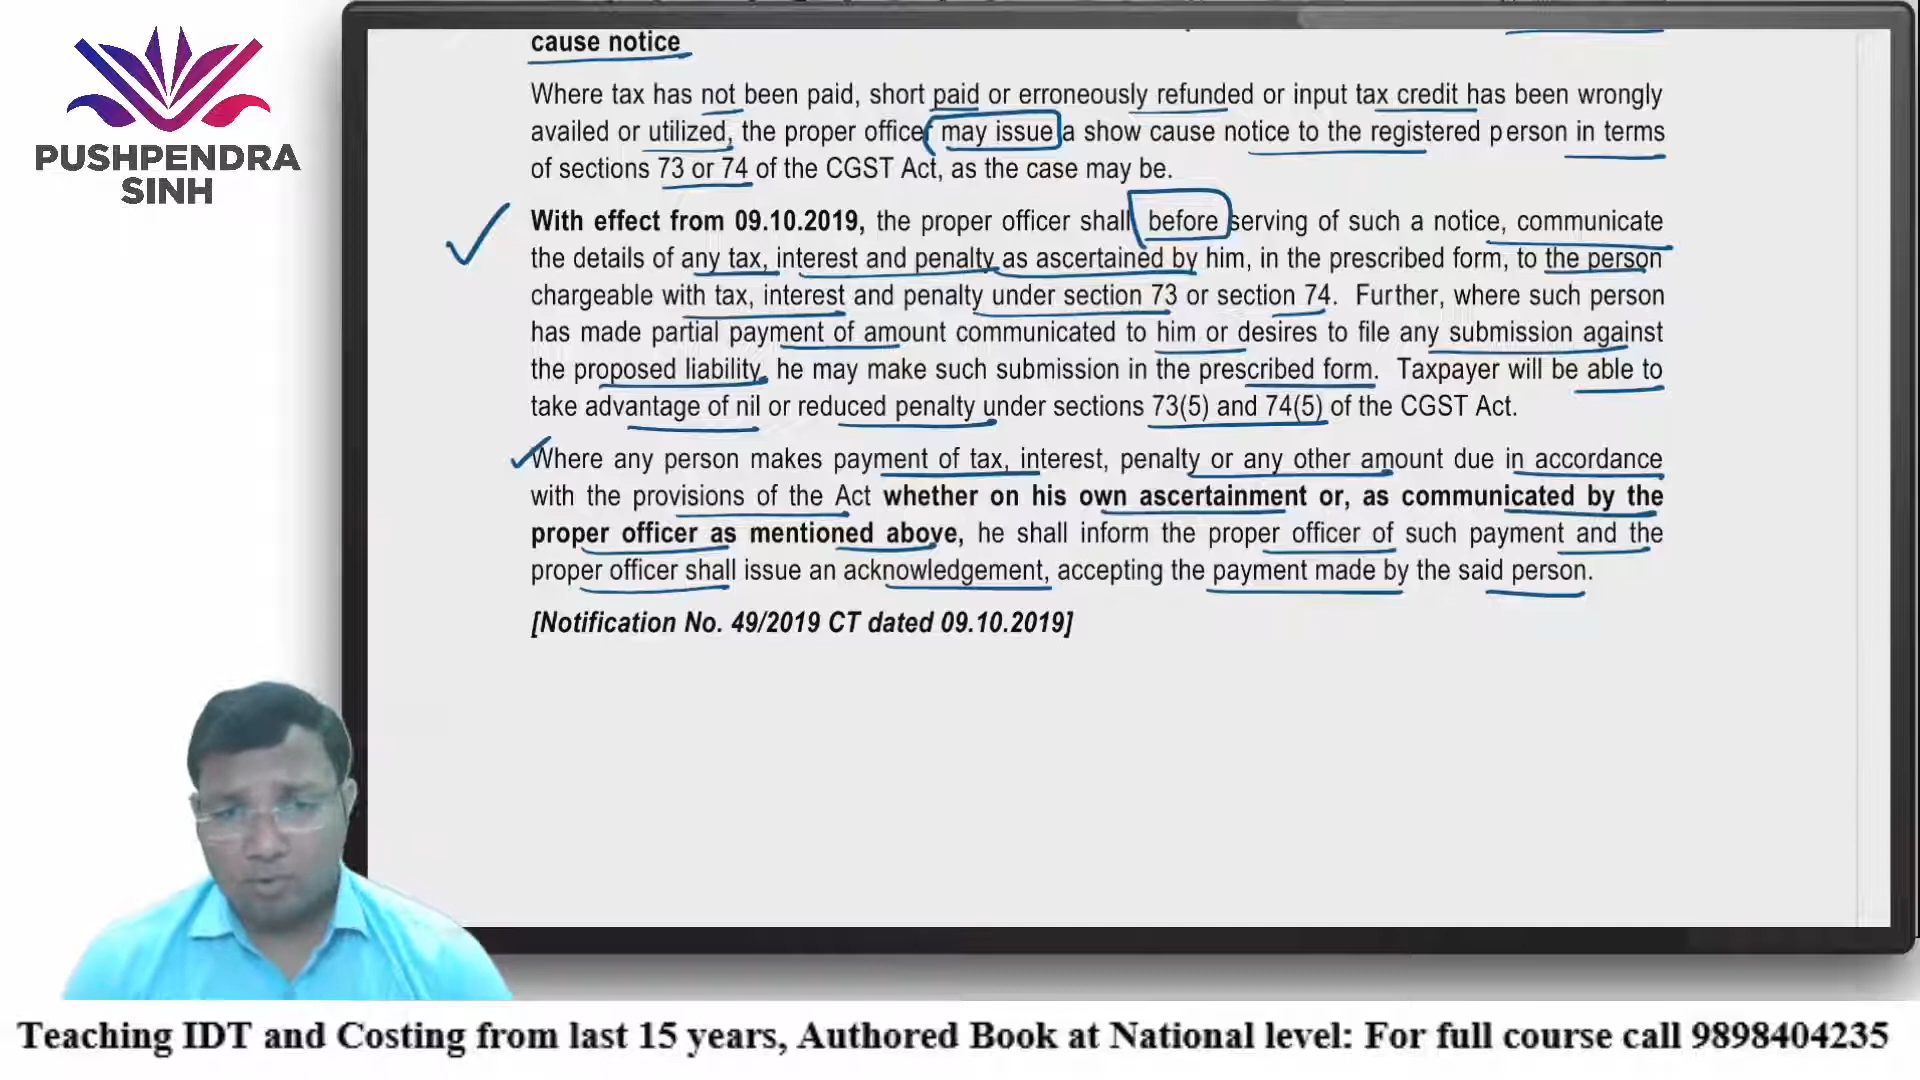 PUSHPENDRA
SINH
cause notice
Where tax has not been paid, short paid or erroneously refunded or input tax credit has been wrongly
availed or utilized, the proper officer may issue a show cause notice to the registered person in terms
of sections 73 or 74 of the CGST Act, as the case may be.
With effect from 09.10.2019, the proper officer shall before serving of such a notice, communicate
the details of any tax, interest and penalty as ascertained by him, in the prescribed form, to the person
chargeable with tax, interest and penalty under section 73 or section 74. Further, where such person
has made partial payment of amount communicated to him or desires to file any submission against
the proposed liability, he may make such submission in the prescribed form. Taxpayer will be able to
take advantage of nil or reduced penalty under sections 73(5) and 74(5) of the CGST Act.
Where any person makes payment of tax, interest, penalty or any other amount due in accordance
with the provisions of the Act whether on his own ascertainment or, as communicated by the
proper officer as mentioned above, he shall inform the proper officer of such payment and the
proper officer shall issue an acknowledgement, accepting the payment made by the said person.
[Notification No. 49/2019 CT dated 09.10.2019]
Teaching IDT and Costing from last 15 years, Authored Book at National level: For full course call 9898404235